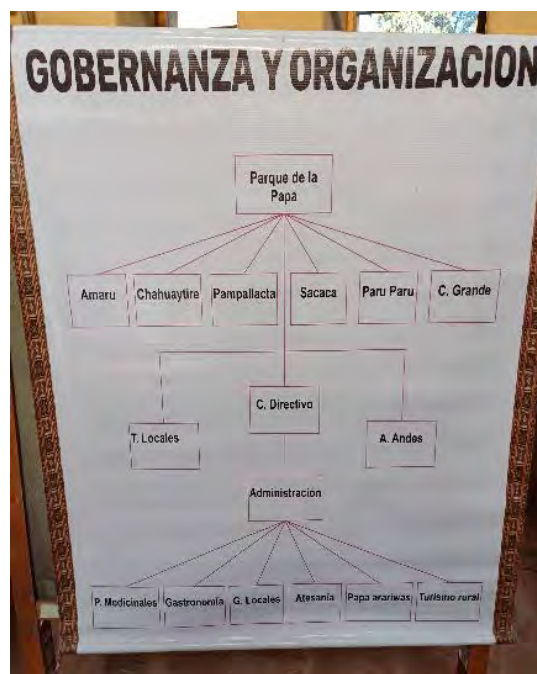 GOBERNANZA Y ORGANIZACION
Parque de la
Papa
Amaru
Chahuaytire
Pampallacta
Sacaca
Paru Paru
C. Grande
C. Directivo
T. Locales
A. Andes
Administración
P. Medicinales
Gastronomía
G. Locales
Atesanía
Papa arariwas
Turismo rural